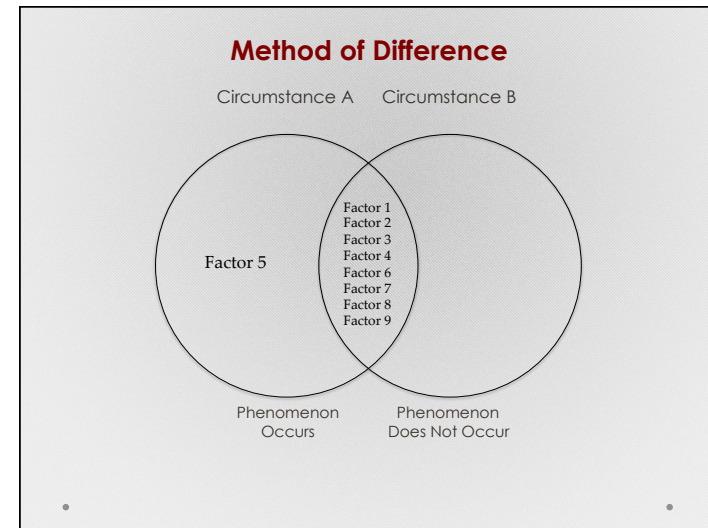 Method of Difference
Circumstance A Circumstance B
Factor 5
Factor 1
Factor 2
Factor 3
Factor 4
Factor 6
Factor 7
Factor 8
Factor 9
Phenomenon
Occurs
Phenomenon
Does Not Occur